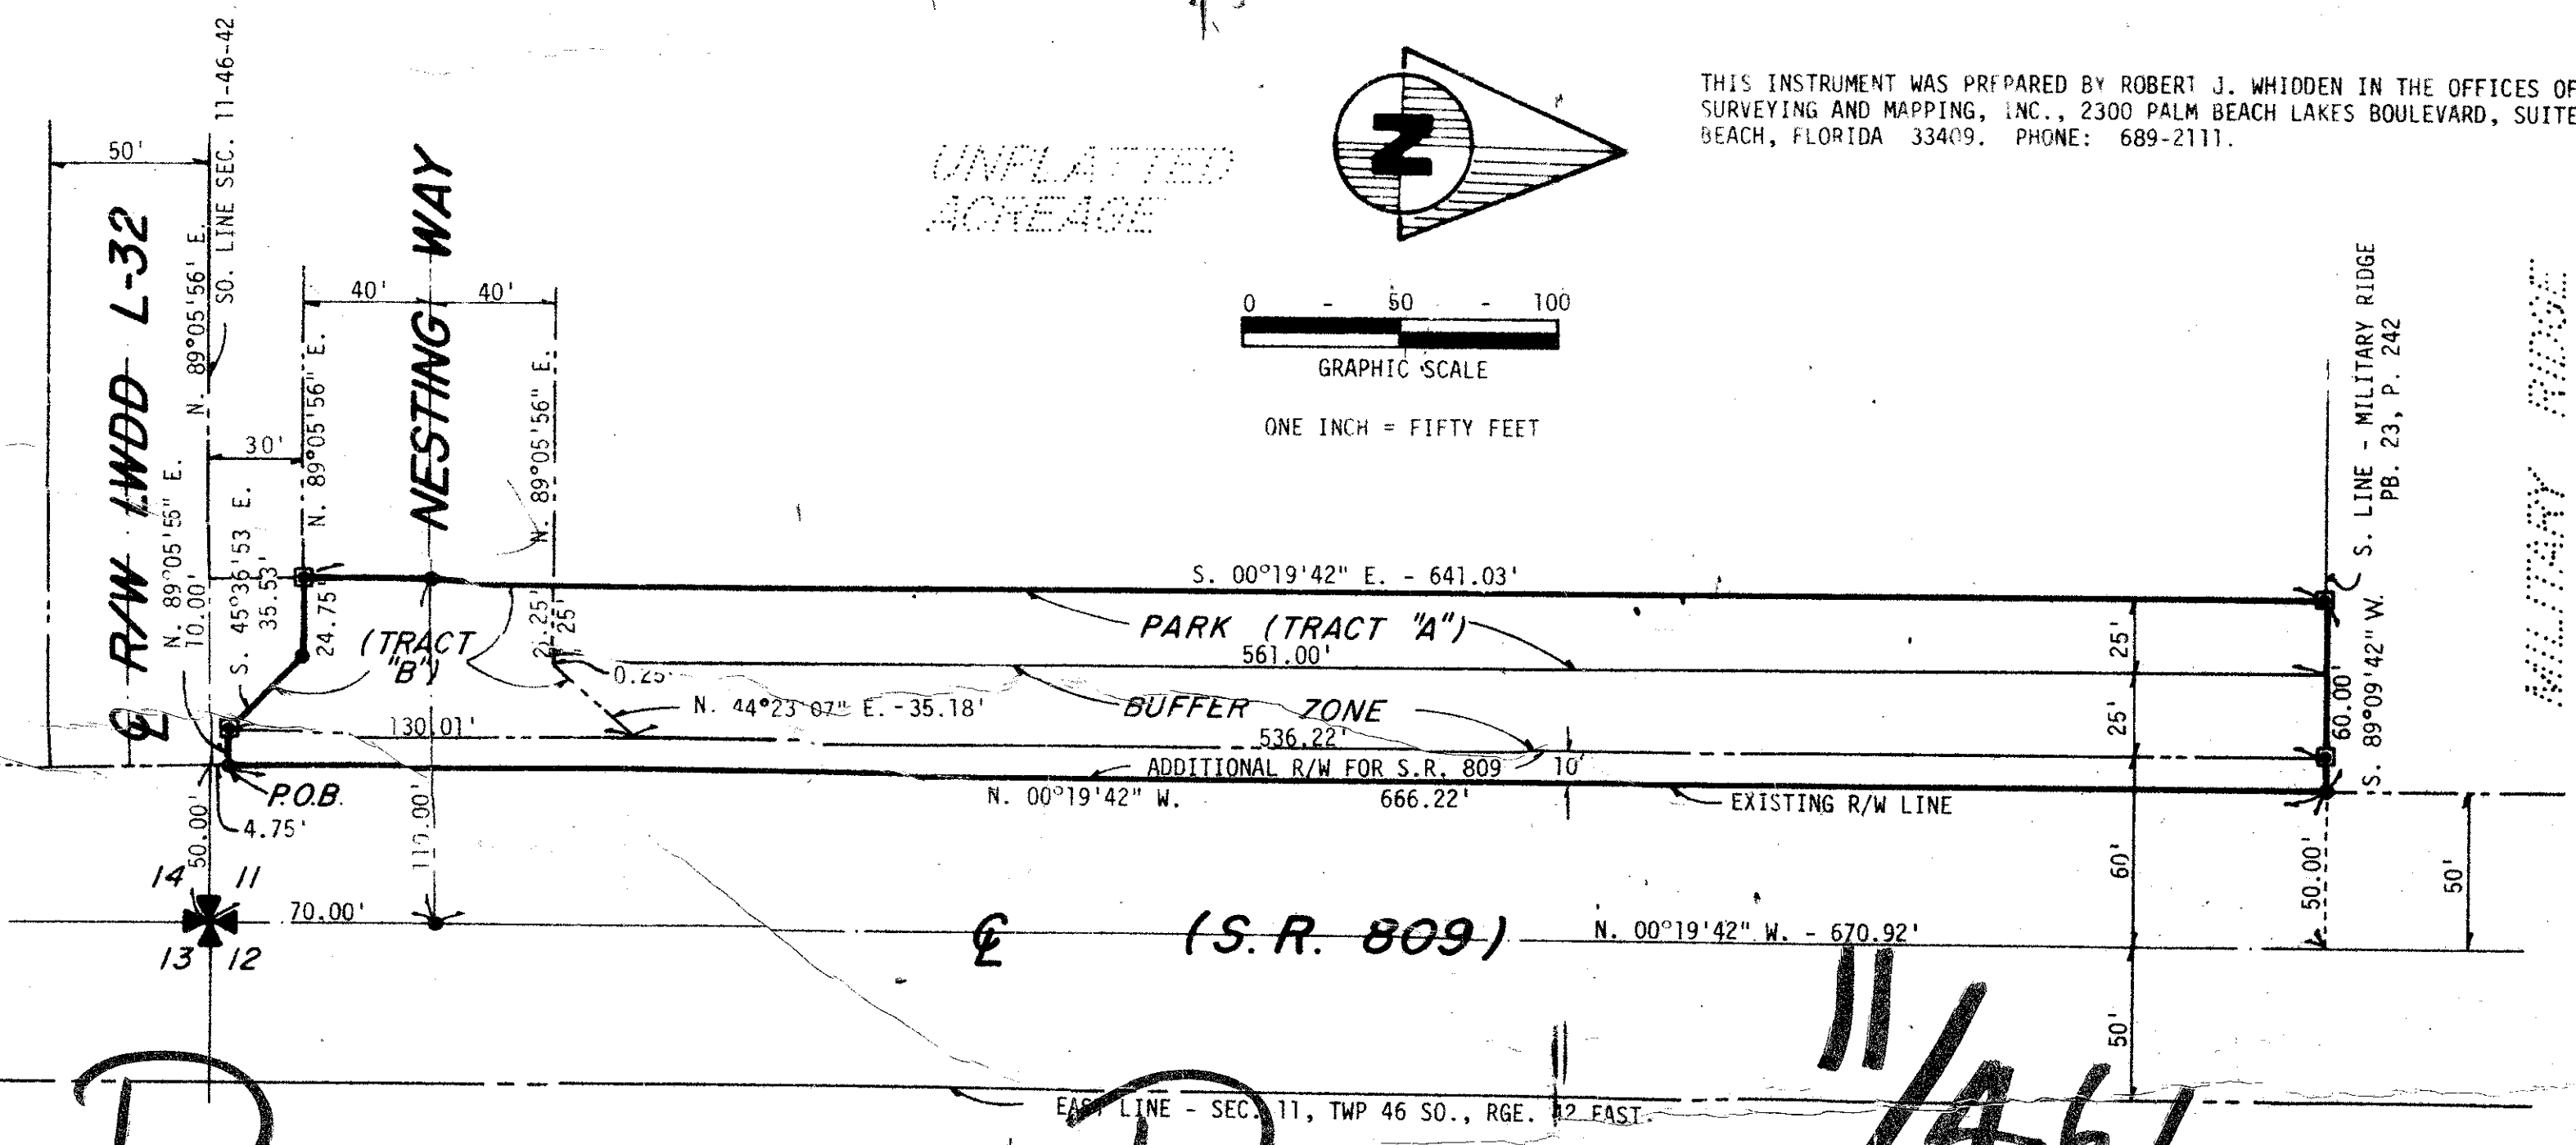 THIS INSTRUMENT WAS PREPARED BY ROBERT J. WHIDDEN IN THE OFFICES OF
SURVEYING AND MAPPING, INC., 2300 PALM BEACH LAKES BOULEVARD, SUITE
BEACH, FLORIDA 33409. PHONE: 689-2111.
UNPLATTED
ACREAGE
N
0 - 50 - 100
GRAPHIC SCALE
ONE INCH = FIFTY FEET
50'
SO. LINE SEC. 11-46-42
N. 89°05'56" E.
R/W LWDD L-32
NESTING WAY
40' 40'
N. 89°05'56" E.
N. 89°05'56" E.
30'
N. 89°05'56" E.
10.00'
S. 45°36'53 E.
35.53'
24.75'
(TRACT
"B")
25'
0.25'
N. 44°23'07" E. -35.18'
130.01'
S. 00°19'42" E. - 641.03'
PARK (TRACT "A")
561.00'
BUFFER ZONE
536.22'
ADDITIONAL R/W FOR S.R. 809
10'
N. 00°19'42" W. 666.22'
EXISTING R/W LINE
P.O.B.
4.75'
50.00'
110.00'
14 11
13 12
70.00'
(S.R. 809)
N. 00°19'42" W. - 670.92'
25'
25'
60'
50'
60.00'
S. 89°09'42" W.
50.00'
50'
S. LINE - MILITARY RIDGE
PB. 23, P. 242
MILITARY RIDGE
EAST LINE - SEC. 11, TWP 46 SO., RGE. 42 EAST.